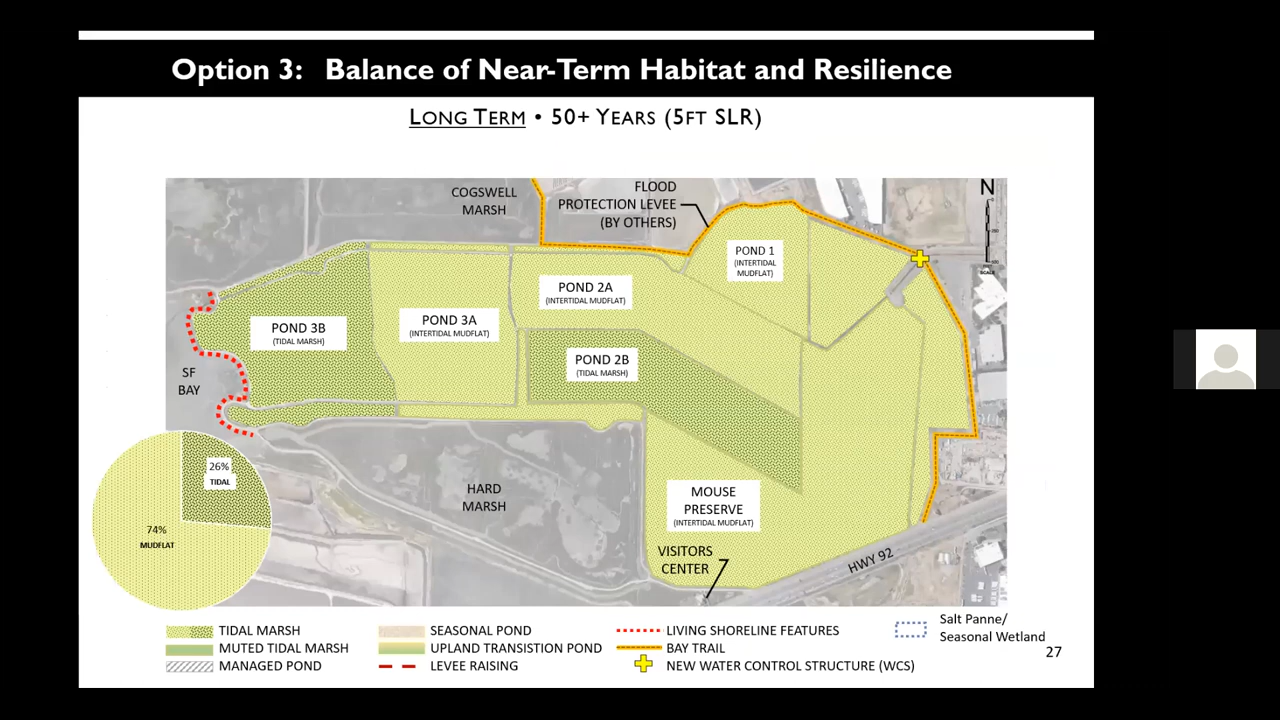 Option 3: Balance of Near-Term Habitat and Resilience
LONG TERM • 50+ YEARS (5FT SLR)
COGSWELL
MARSH
FLOOD
PROTECTION LEVEE
(BY OTHERS)
N
POND 1
(INTERTIDAL
MUDFLAT)
POND 2A
(INTERTIDAL MUDFLAT)
POND 3A
(INTERTIDAL MUDFLAT)
POND 3B
(TIDAL MARSH)
POND 2B
(TIDAL MARSH)
SF
BAY
26%
TIDAL
74%
MUDFLAT
HARD
MARSH
MOUSE
PRESERVE
(INTERTIDAL MUDFLAT)
VISITORS
CENTER
HWY 92
TIDAL MARSH
MUTED TIDAL MARSH
MANAGED POND
SEASONAL POND
UPLAND TRANSISTION POND
LEVEE RAISING
LIVING SHORELINE FEATURES
BAY TRAIL
NEW WATER CONTROL STRUCTURE (WCS)
Salt Panne/
Seasonal Wetland
27